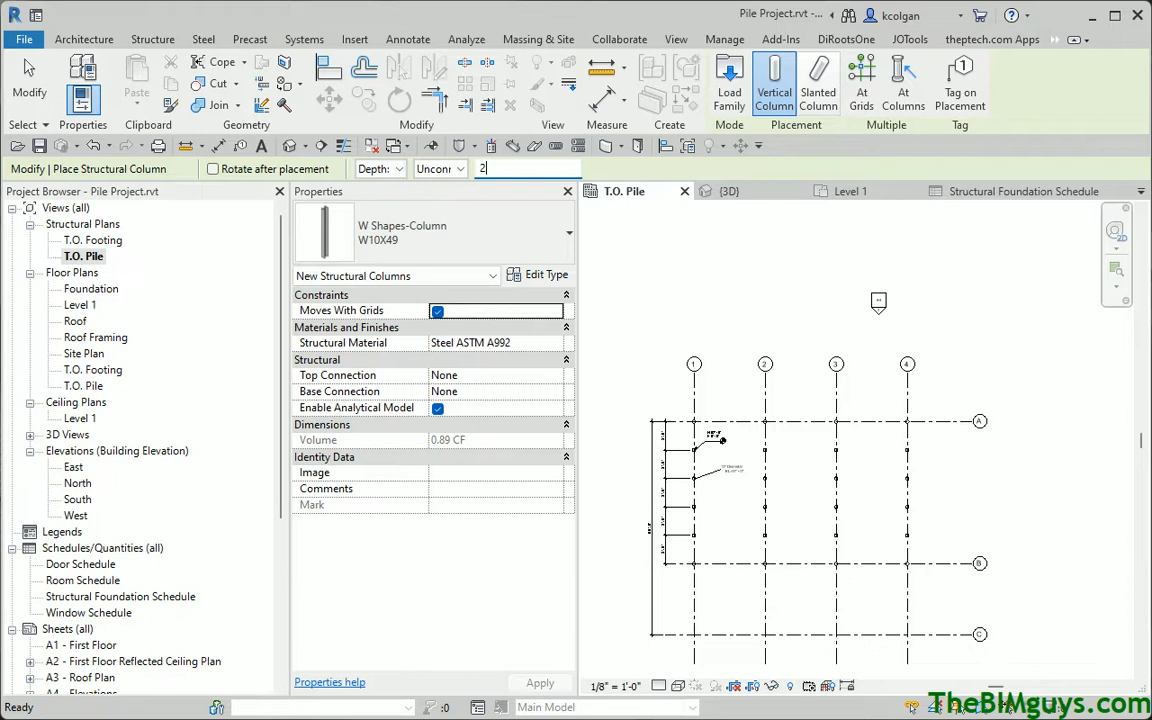 Pile Project.rvt -...
kcolgan
File
Architecture
Structure
Steel
Precast
Systems
Insert
Annotate
Analyze
Massing & Site
Collaborate
View
Manage
Add-Ins
DiRootsOne
JOTools
theptech.com Apps
Modify
Paste
Cope
Cut
Join
Load Family
Vertical Column
Slanted Column
At Grids
At Columns
Tag on Placement
Select
Properties
Clipboard
Geometry
Modify
View
Measure
Create
Mode
Placement
Multiple
Tag
Modify | Place Structural Column
Rotate after placement
Depth:
Unconn
2
Project Browser - Pile Project.rvt
Views (all)
Structural Plans
T.O. Footing
T.O. Pile
Floor Plans
Foundation
Level 1
Roof
Roof Framing
Site Plan
T.O. Footing
T.O. Pile
Ceiling Plans
Level 1
3D Views
Elevations (Building Elevation)
East
North
South
West
Legends
Schedules/Quantities (all)
Door Schedule
Room Schedule
Structural Foundation Schedule
Window Schedule
Sheets (all)
A1 - First Floor
A2 - First Floor Reflected Ceiling Plan
A3 - Roof Plan
A4 - Elevations
Properties
W Shapes-Column
W10X49
New Structural Columns
Edit Type
Constraints
Moves With Grids
Materials and Finishes
Structural Material
Steel ASTM A992
Structural
Top Connection
None
Base Connection
None
Enable Analytical Model
Dimensions
Volume
0.89 CF
Identity Data
Image
Comments
Mark
Properties help
Apply
T.O. Pile
{3D}
Level 1
Structural Foundation Schedule
2D
1
2
3
4
A
B
C
1/8" = 1'-0"
Ready
:0
Main Model
TheBIMguys.com